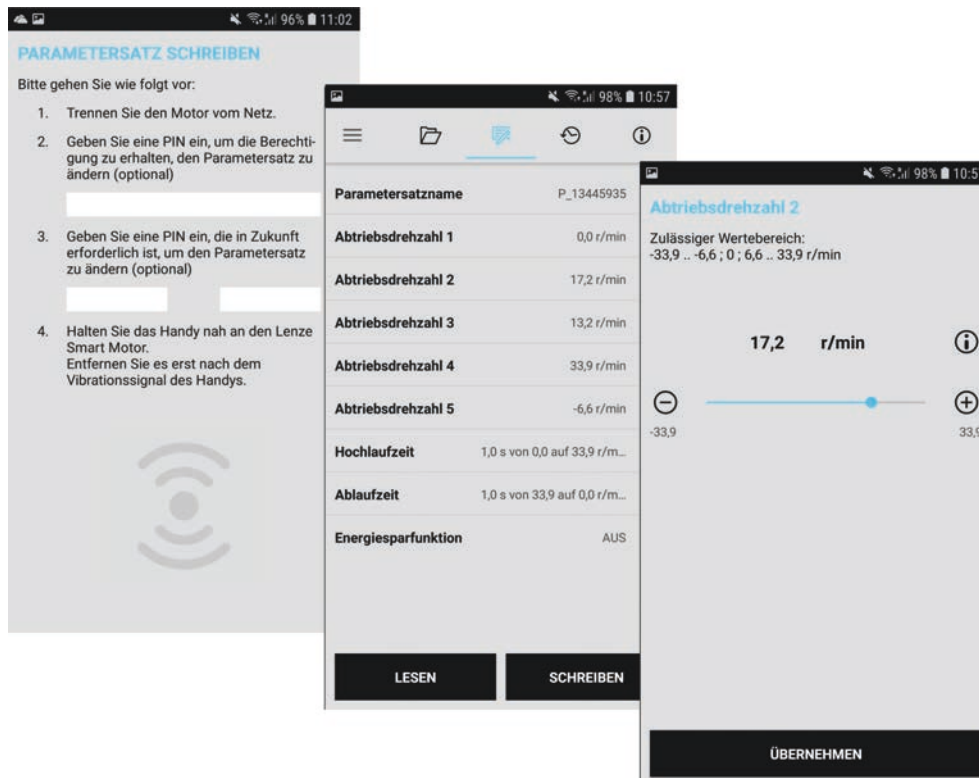 96% 11:02
PARAMETERSATZ SCHREIBEN
Bitte gehen Sie wie folgt vor:
1. Trennen Sie den Motor vom Netz.
2. Geben Sie eine PIN ein, um die Berechti-
gung zu erhalten, den Parametersatz zu
ändern (optional)
3. Geben Sie eine PIN ein, die in Zukunft
erforderlich ist, um den Parametersatz
zu ändern (optional)
4. Halten Sie das Handy nah an den Lenze
Smart Motor.
Entfernen Sie es erst nach dem
Vibrationssignal des Handys.
98% 10:57
Parametersatzname P_13445935
Abtriebsdrehzahl 1 0,0 r/min
Abtriebsdrehzahl 2 17,2 r/min
Abtriebsdrehzahl 3 13,2 r/min
Abtriebsdrehzahl 4 33,9 r/min
Abtriebsdrehzahl 5 -6,6 r/min
Hochlaufzeit 1,0 s von 0,0 auf 33,9 r/m...
Ablaufzeit 1,0 s von 33,9 auf 0,0 r/m...
Energiesparfunktion AUS
LESEN SCHREIBEN
98% 10:5
Abtriebsdrehzahl 2
Zulässiger Wertebereich:
-33,9 .. -6,6 ; 0 ; 6,6 .. 33,9 r/min
17,2 r/min
-33,9 33,9
ÜBERNEHMEN